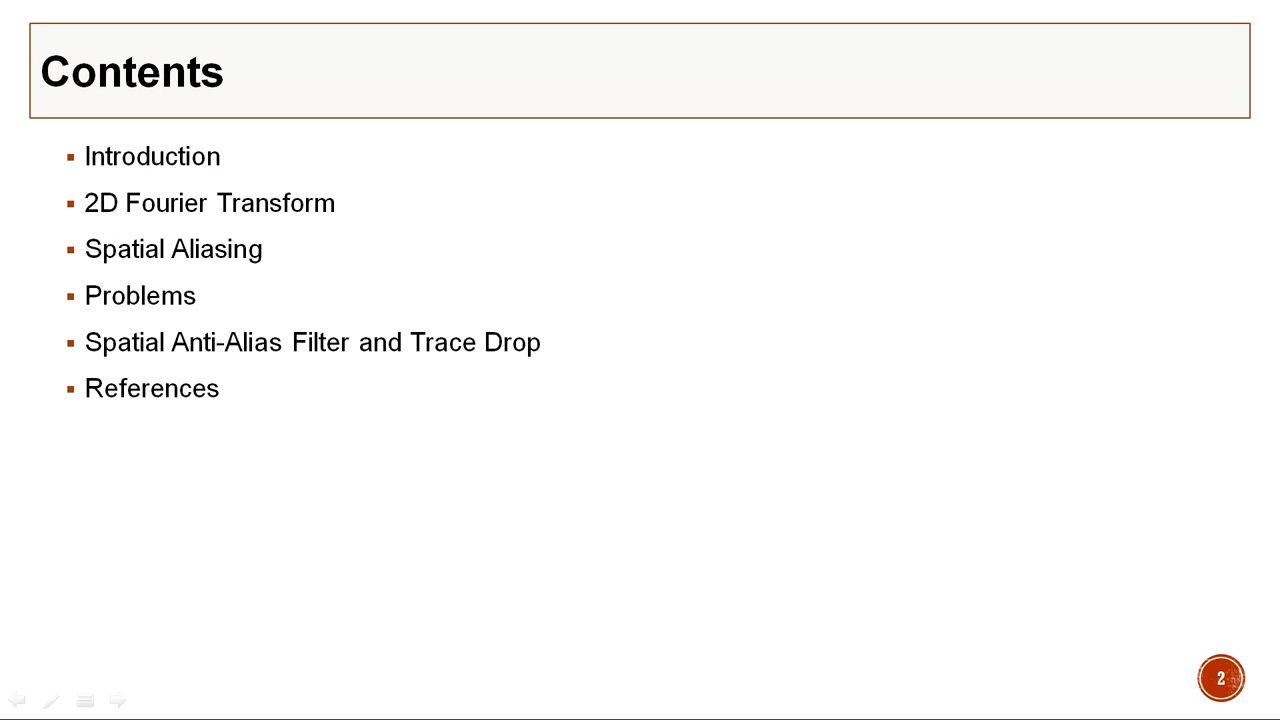 Contents
Introduction
2D Fourier Transform
Spatial Aliasing
Problems
Spatial Anti-Alias Filter and Trace Drop
References
2